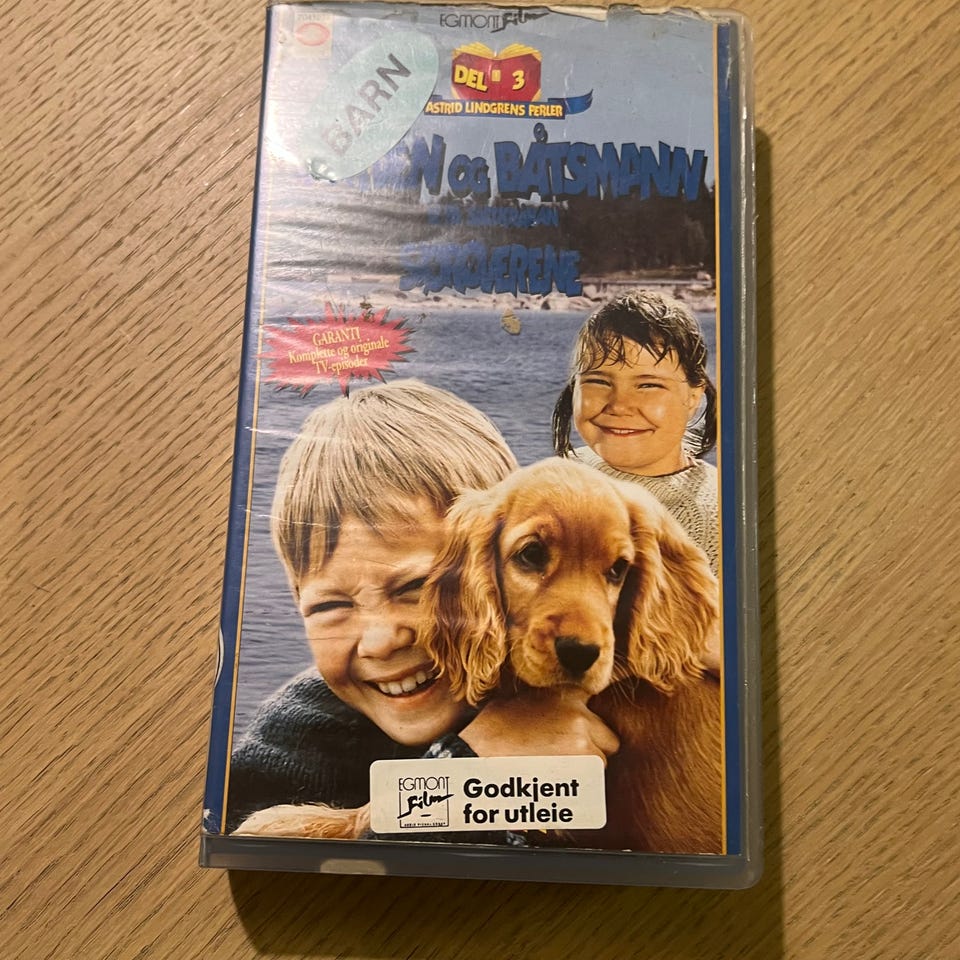 EGMONT Film
DEL 3
ASTRID LINDGRENS PERLER
BARN
OG BÅTSMANN
SJØRØVERENE
GARANTI
Komplette og originale
TV-episoder
EGMONT
Film
Godkjent
for utleie